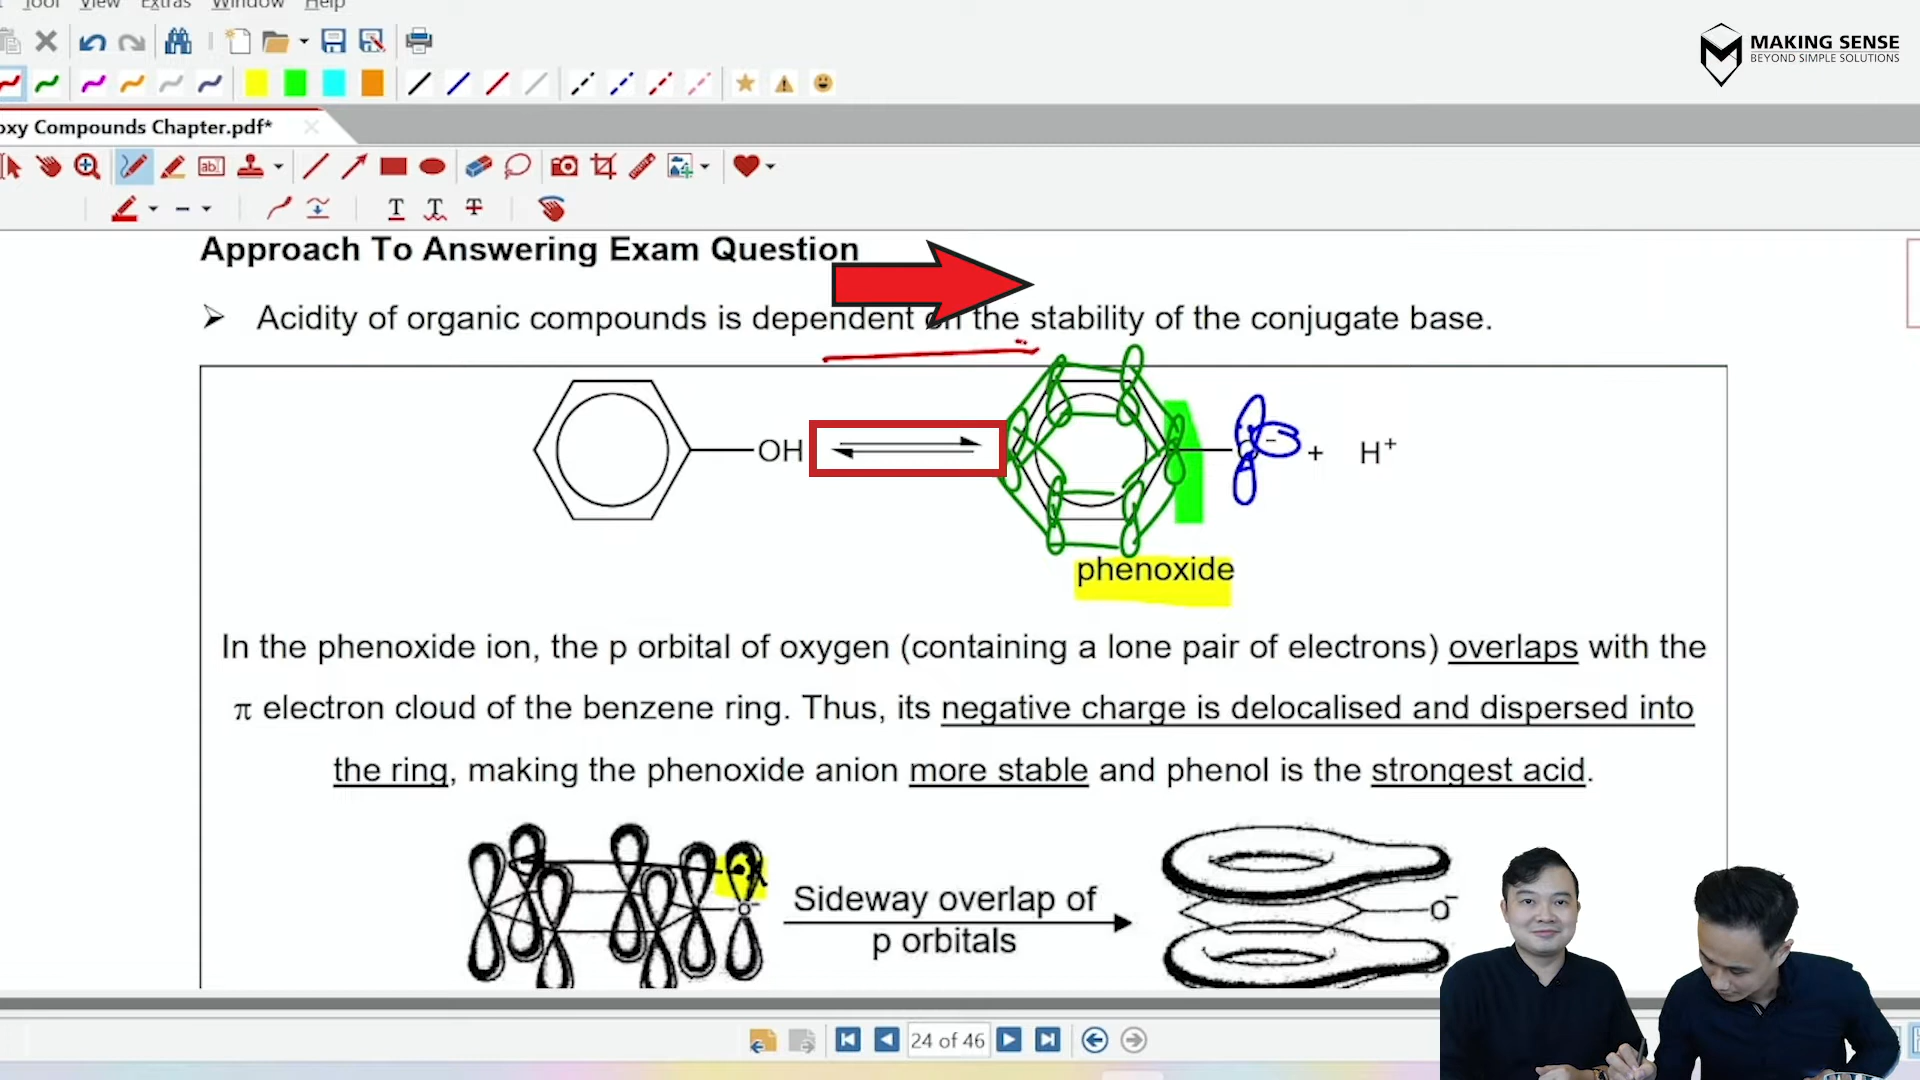 Tool View Extras Window Help
MAKING SENSE
BEYOND SIMPLE SOLUTIONS
oxy Compounds Chapter.pdf*
Approach To Answering Exam Question
Acidity of organic compounds is dependent on the stability of the conjugate base.
OH
+ H+
phenoxide
In the phenoxide ion, the p orbital of oxygen (containing a lone pair of electrons) overlaps with the
π electron cloud of the benzene ring. Thus, its negative charge is delocalised and dispersed into
the ring, making the phenoxide anion more stable and phenol is the strongest acid.
Sideway overlap of
p orbitals
O-
O-
24 of 46